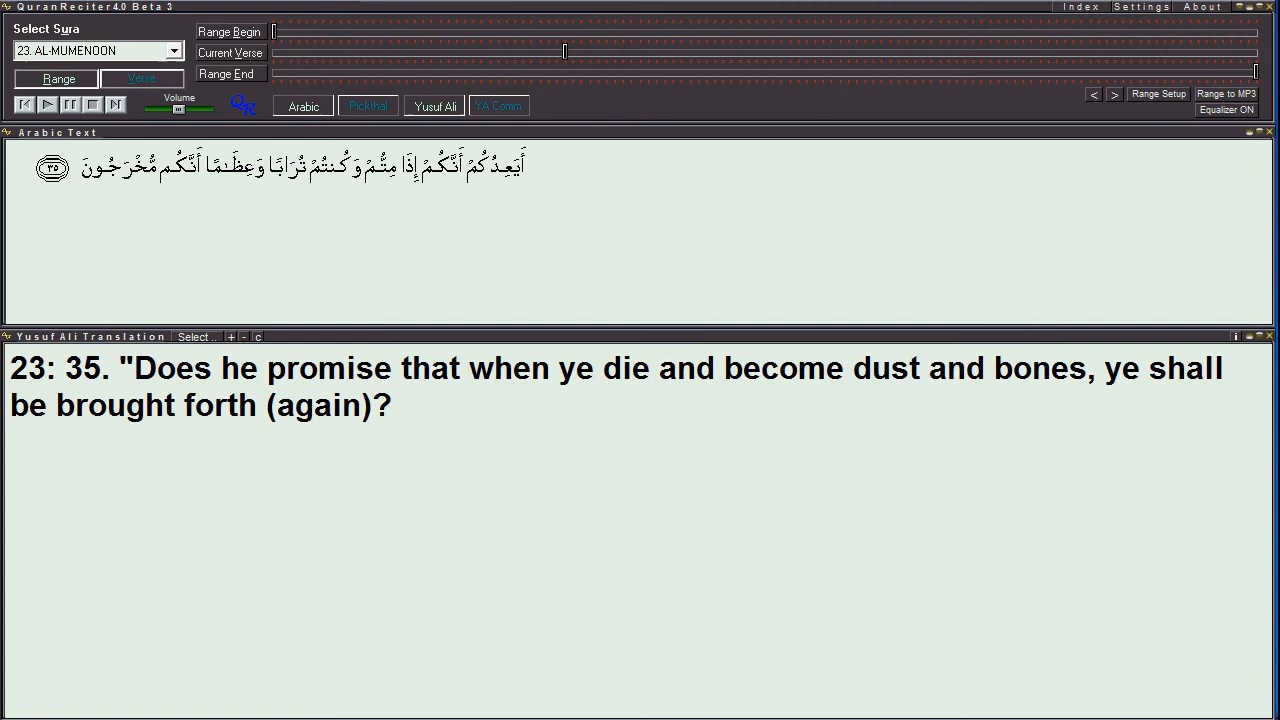 QuranReciter4.0 Beta 3
Index Settings About
Select Sura
23. AL-MUMENOON
Range Verse
Volume
Range Begin
Current Verse
Range End
QR
Arabic Pickthal Yusuf Ali YA Comm.
< > Range Setup Range to MP3
Equalizer ON
Arabic Text
أَيَعِدُكُمْ أَنَّكُمْ إِذَا مِتُّمْ وَكُنتُمْ تُرَابًا وَعِظَـٰمًا أَنَّكُم مُّخْرَجُونَ ٣٥
Yusuf Ali Translation Select .. + - c i
23: 35. "Does he promise that when ye die and become dust and bones, ye shall
be brought forth (again)?